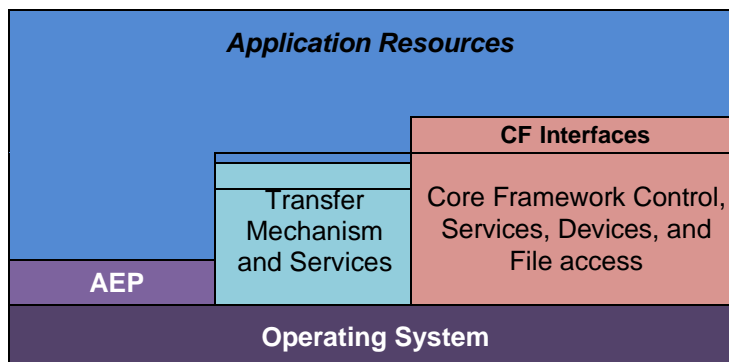 Application Resources
CF Interfaces
Transfer
Mechanism
and Services
Core Framework Control,
Services, Devices, and
File access
AEP
Operating System